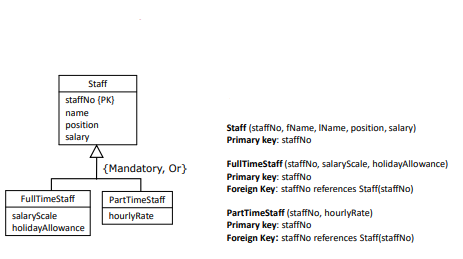 Staff
staffNo {PK}
name
position
salary
{Mandatory, Or}
FullTimeStaff
salaryScale
holidayAllowance
PartTimeStaff
hourlyRate
Staff (staffNo, fName, lName, position, salary)
Primary key: staffNo
FullTimeStaff (staffNo, salaryScale, holidayAllowance)
Primary key: staffNo
Foreign Key: staffNo references Staff(staffNo)
PartTimeStaff (staffNo, hourlyRate)
Primary key: staffNo
Foreign Key: staffNo references Staff(staffNo)